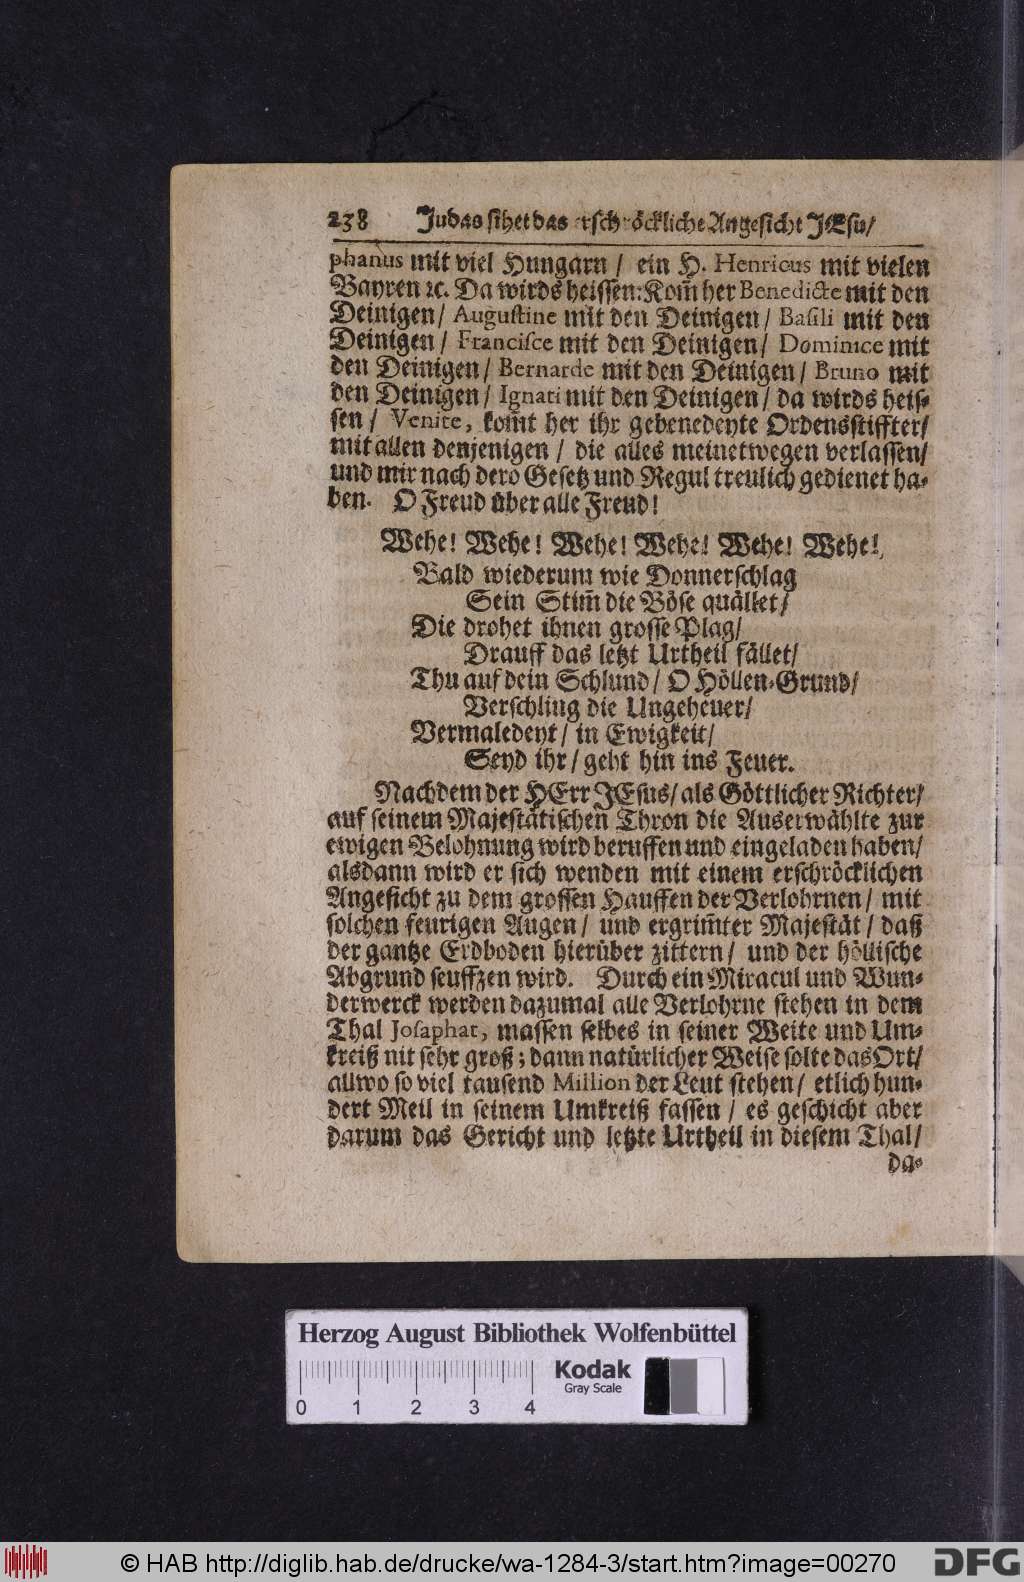 238 Judas sihet das erschröckliche Angesicht JEsu/
phanus mit viel Hungarn / ein H. Henricus mit vielen
Bayren ꝛc. Da wirds heissen: Kom̃ her Benedicte mit den
Deinigen / Augustine mit den Deinigen / Basili mit den
Deinigen / Francisce mit den Deinigen / Dominice mit
den Deinigen / Bernarde mit den Deinigen / Bruno mit
den Deinigen / Ignati mit den Deinigen / da wirds heis-
sen / Venite, kom̃t her ihr gebenedeyte Ordensstiffter/
mit allen denjenigen / die alles meinetwegen verlassen/
und mir nach dero Gesetz und Regul treulich gedienet ha-
ben. O Freud über alle Freud!
Wehe! Wehe! Wehe! Wehe! Wehe! Wehe!
Bald wiederum wie Donnerschlag
Sein Stim̃ die Böse quället/
Die drohet ihnen grosse Plag/
Drauff das letzt Urtheil fället/
Thu auf dein Schlund / O Höllen-Grund/
Verschling die Ungeheuer/
Vermaledeyt / in Ewigkeit/
Seyd ihr / geht hin ins Feuer.
Nachdem der HErr JEsus / als Göttlicher Richter/
auf seinem Majestätischen Thron die Auserwählte zur
ewigen Belohnung wird beruffen und eingeladen haben/
alsdann wird er sich wenden mit einem erschröcklichen
Angesicht zu dem grossen Hauffen der Verlohrnen / mit
solchen feurigen Augen / und ergrim̃ter Majestät / daß
der gantze Erdboden hierüber zittern / und der höllische
Abgrund seuffzen wird. Durch ein Miracul und Wun-
derwerck werden dazumal alle Verlohrne stehen in dem
Thal Josaphat, massen selbes in seiner Weite und Um-
kreiß nit sehr groß; dann natürlicher Weise solte das Ort/
allwo so viel tausend Million der Leut stehen / etlich hun-
dert Meil in seinem Umkreiß fassen / es geschicht aber
darum das Gericht und letzte Urtheil in diesem Thal/
da-
Herzog August Bibliothek Wolfenbüttel
Kodak
Gray Scale
0 1 2 3 4
© HAB http://diglib.hab.de/drucke/wa-1284-3/start.htm?image=00270
DFG